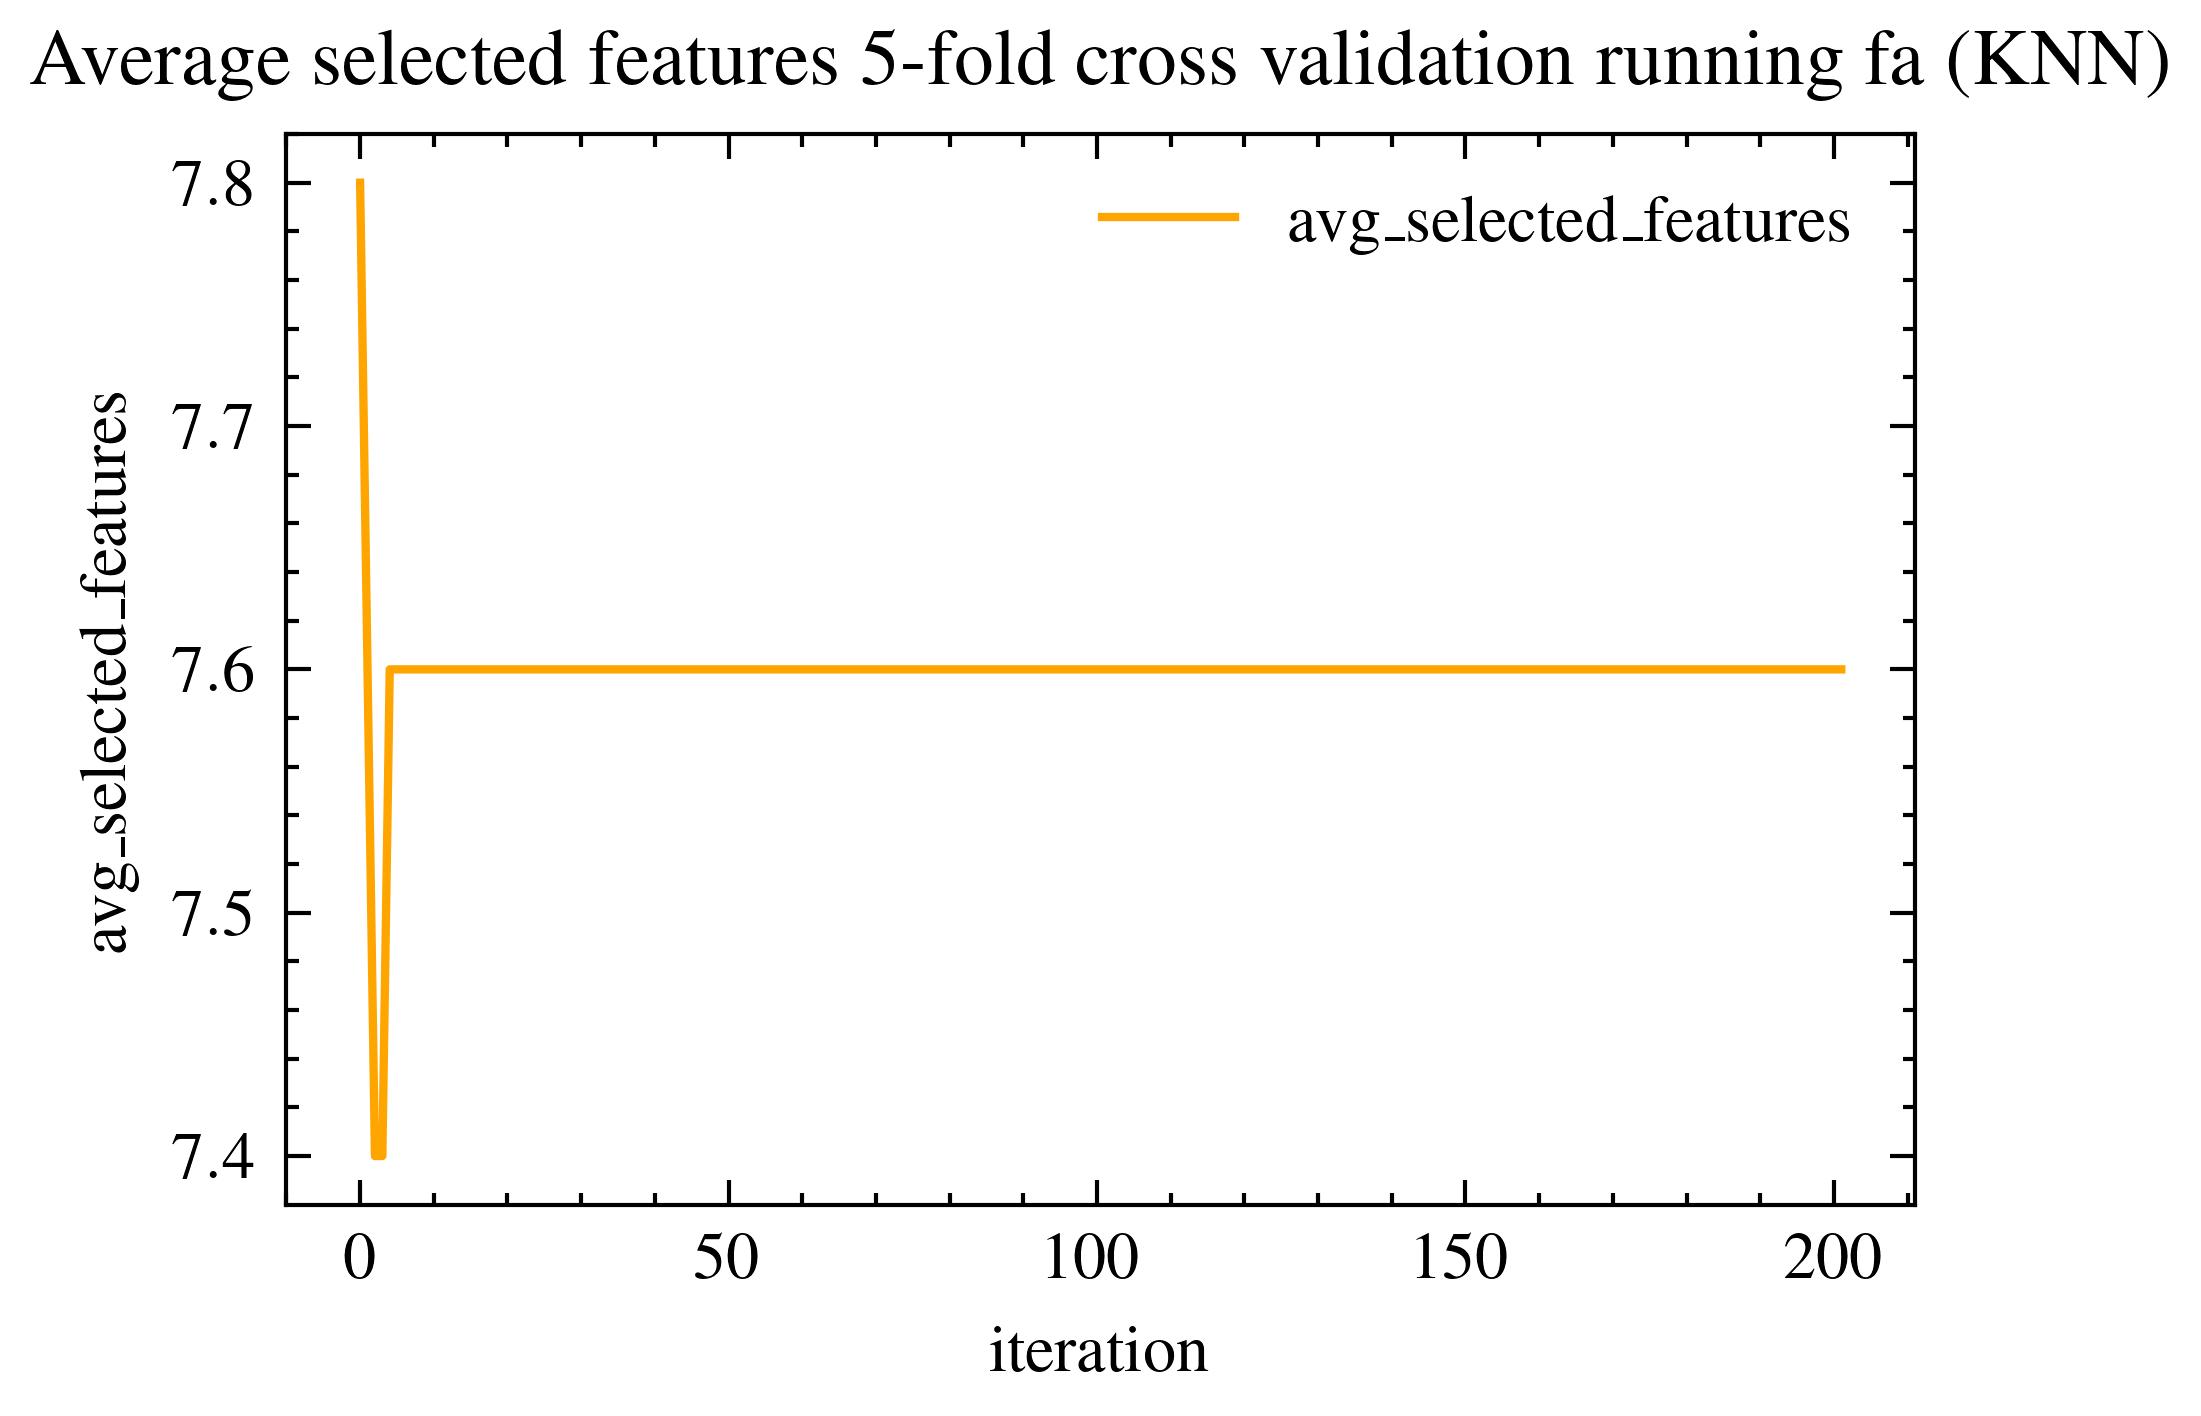 Average selected features 5-fold cross validation running fa (KNN)
avg_selected_features
7.8
7.7
7.6
7.5
7.4
avg_selected_features
0 50 100 150 200
iteration